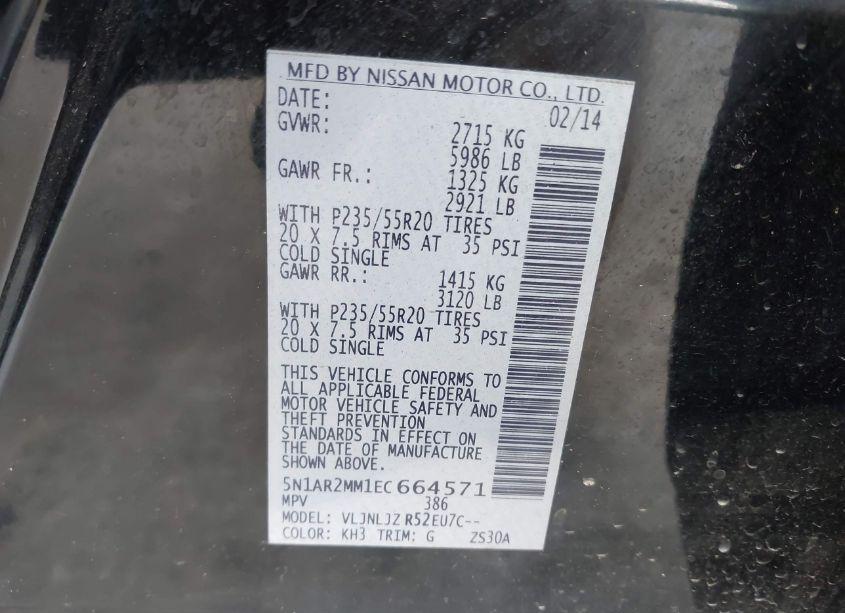 MFD BY NISSAN MOTOR CO., LTD.
DATE: 02/14
GVWR: 2715 KG
5986 LB
GAWR FR.: 1325 KG
2921 LB
WITH P235/55R20 TIRES
20 X 7.5 RIMS AT 35 PSI
COLD SINGLE
GAWR RR.: 1415 KG
3120 LB
WITH P235/55R20 TIRES
20 X 7.5 RIMS AT 35 PSI
COLD SINGLE
THIS VEHICLE CONFORMS TO
ALL APPLICABLE FEDERAL
MOTOR VEHICLE SAFETY AND
THEFT PREVENTION
STANDARDS IN EFFECT ON
THE DATE OF MANUFACTURE
SHOWN ABOVE.
5N1AR2MM1EC 664571
MPV 386
MODEL: VLJNLJZ R52EU7C--
COLOR: KH3 TRIM: G ZS30A